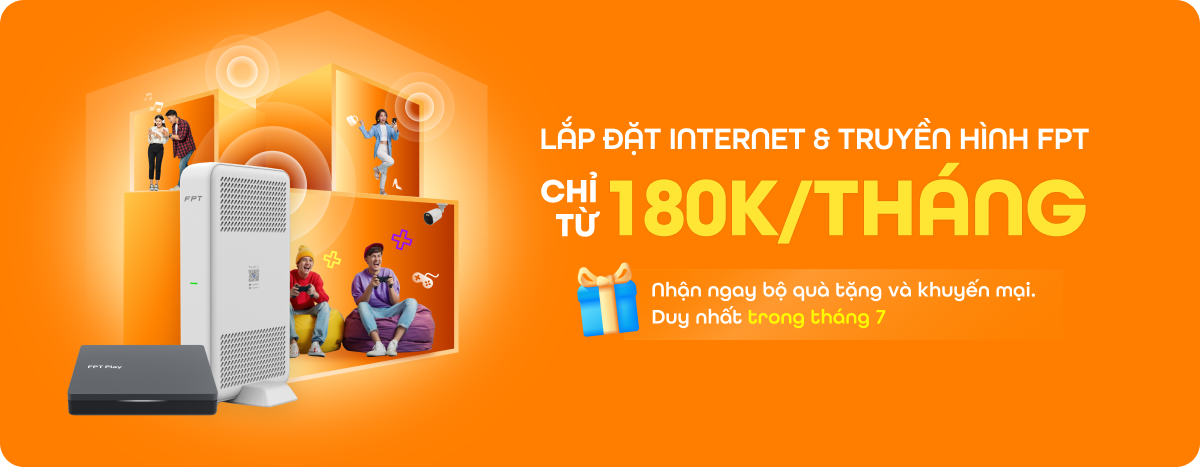 LẮP ĐẶT INTERNET & TRUYỀN HÌNH FPT
CHỈ TỪ 180K/THÁNG
Nhận ngay bộ quà tặng và khuyến mại.
Duy nhất trong tháng 7
FPT
FPT Play